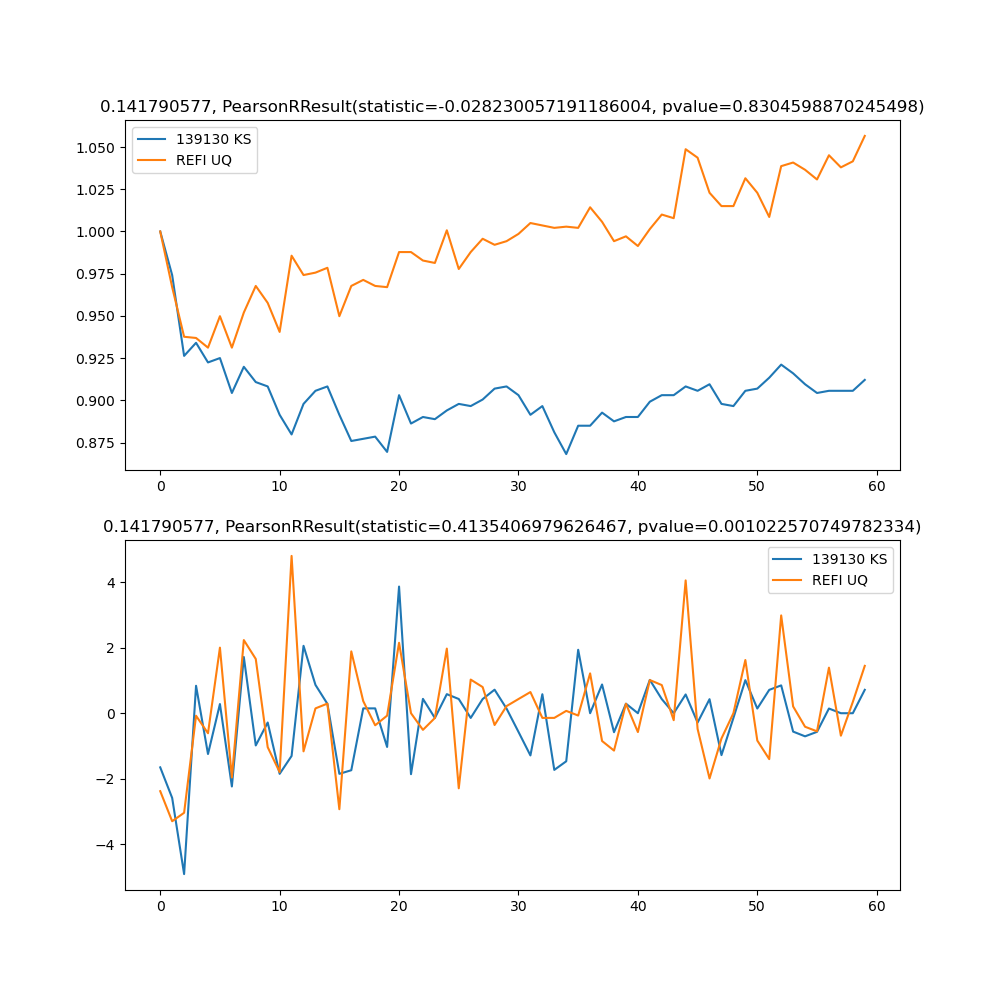 0.141790577, PearsonRResult(statistic=-0.028230057191186004, pvalue=0.8304598870245498)
139130 KS
REFI UQ
1.050
1.025
1.000
0.975
0.950
0.925
0.900
0.875
0 10 20 30 40 50 60
0.141790577, PearsonRResult(statistic=0.4135406979626467, pvalue=0.001022570749782334)
139130 KS
REFI UQ
4
2
0
−2
−4
0 10 20 30 40 50 60